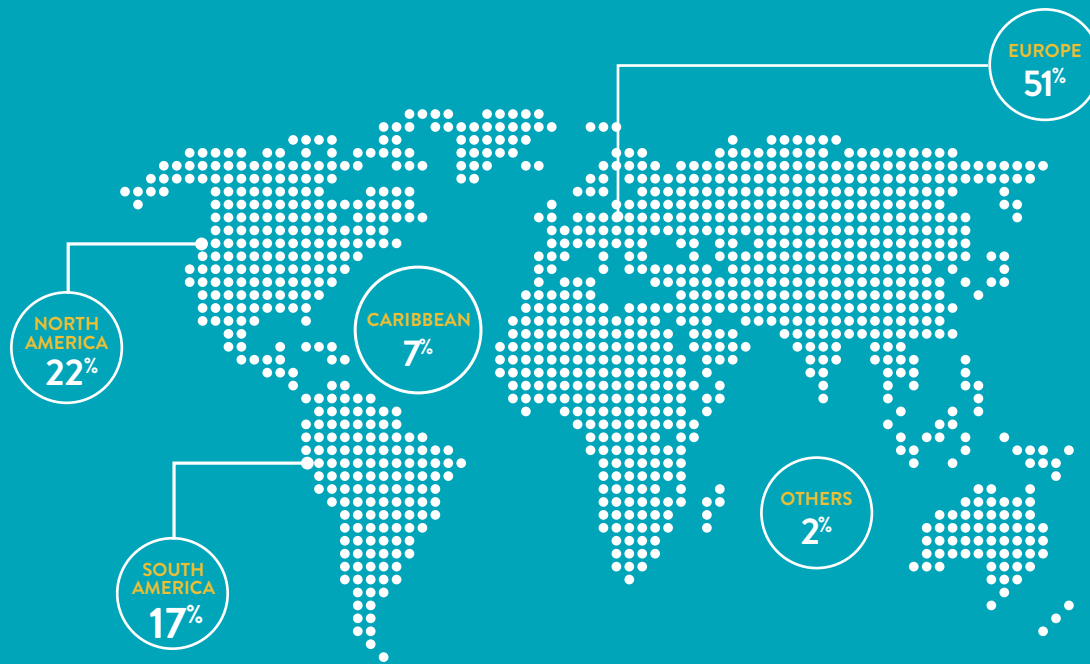 EUROPE
51%
NORTH
AMERICA
22%
CARIBBEAN
7%
OTHERS
2%
SOUTH
AMERICA
17%